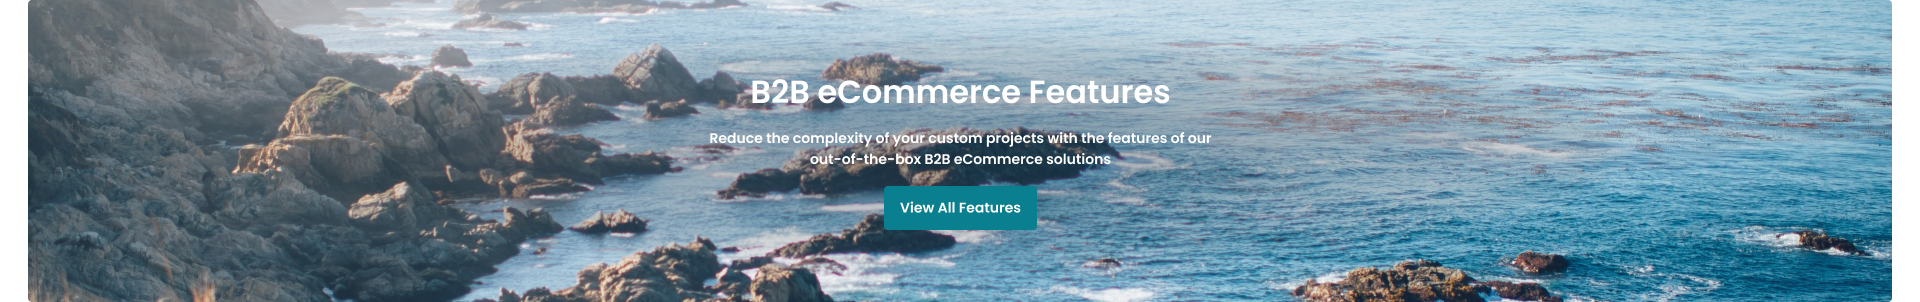 B2B eCommerce Features
Reduce the complexity of your custom projects with the features of our
out-of-the-box B2B eCommerce solutions
View All Features